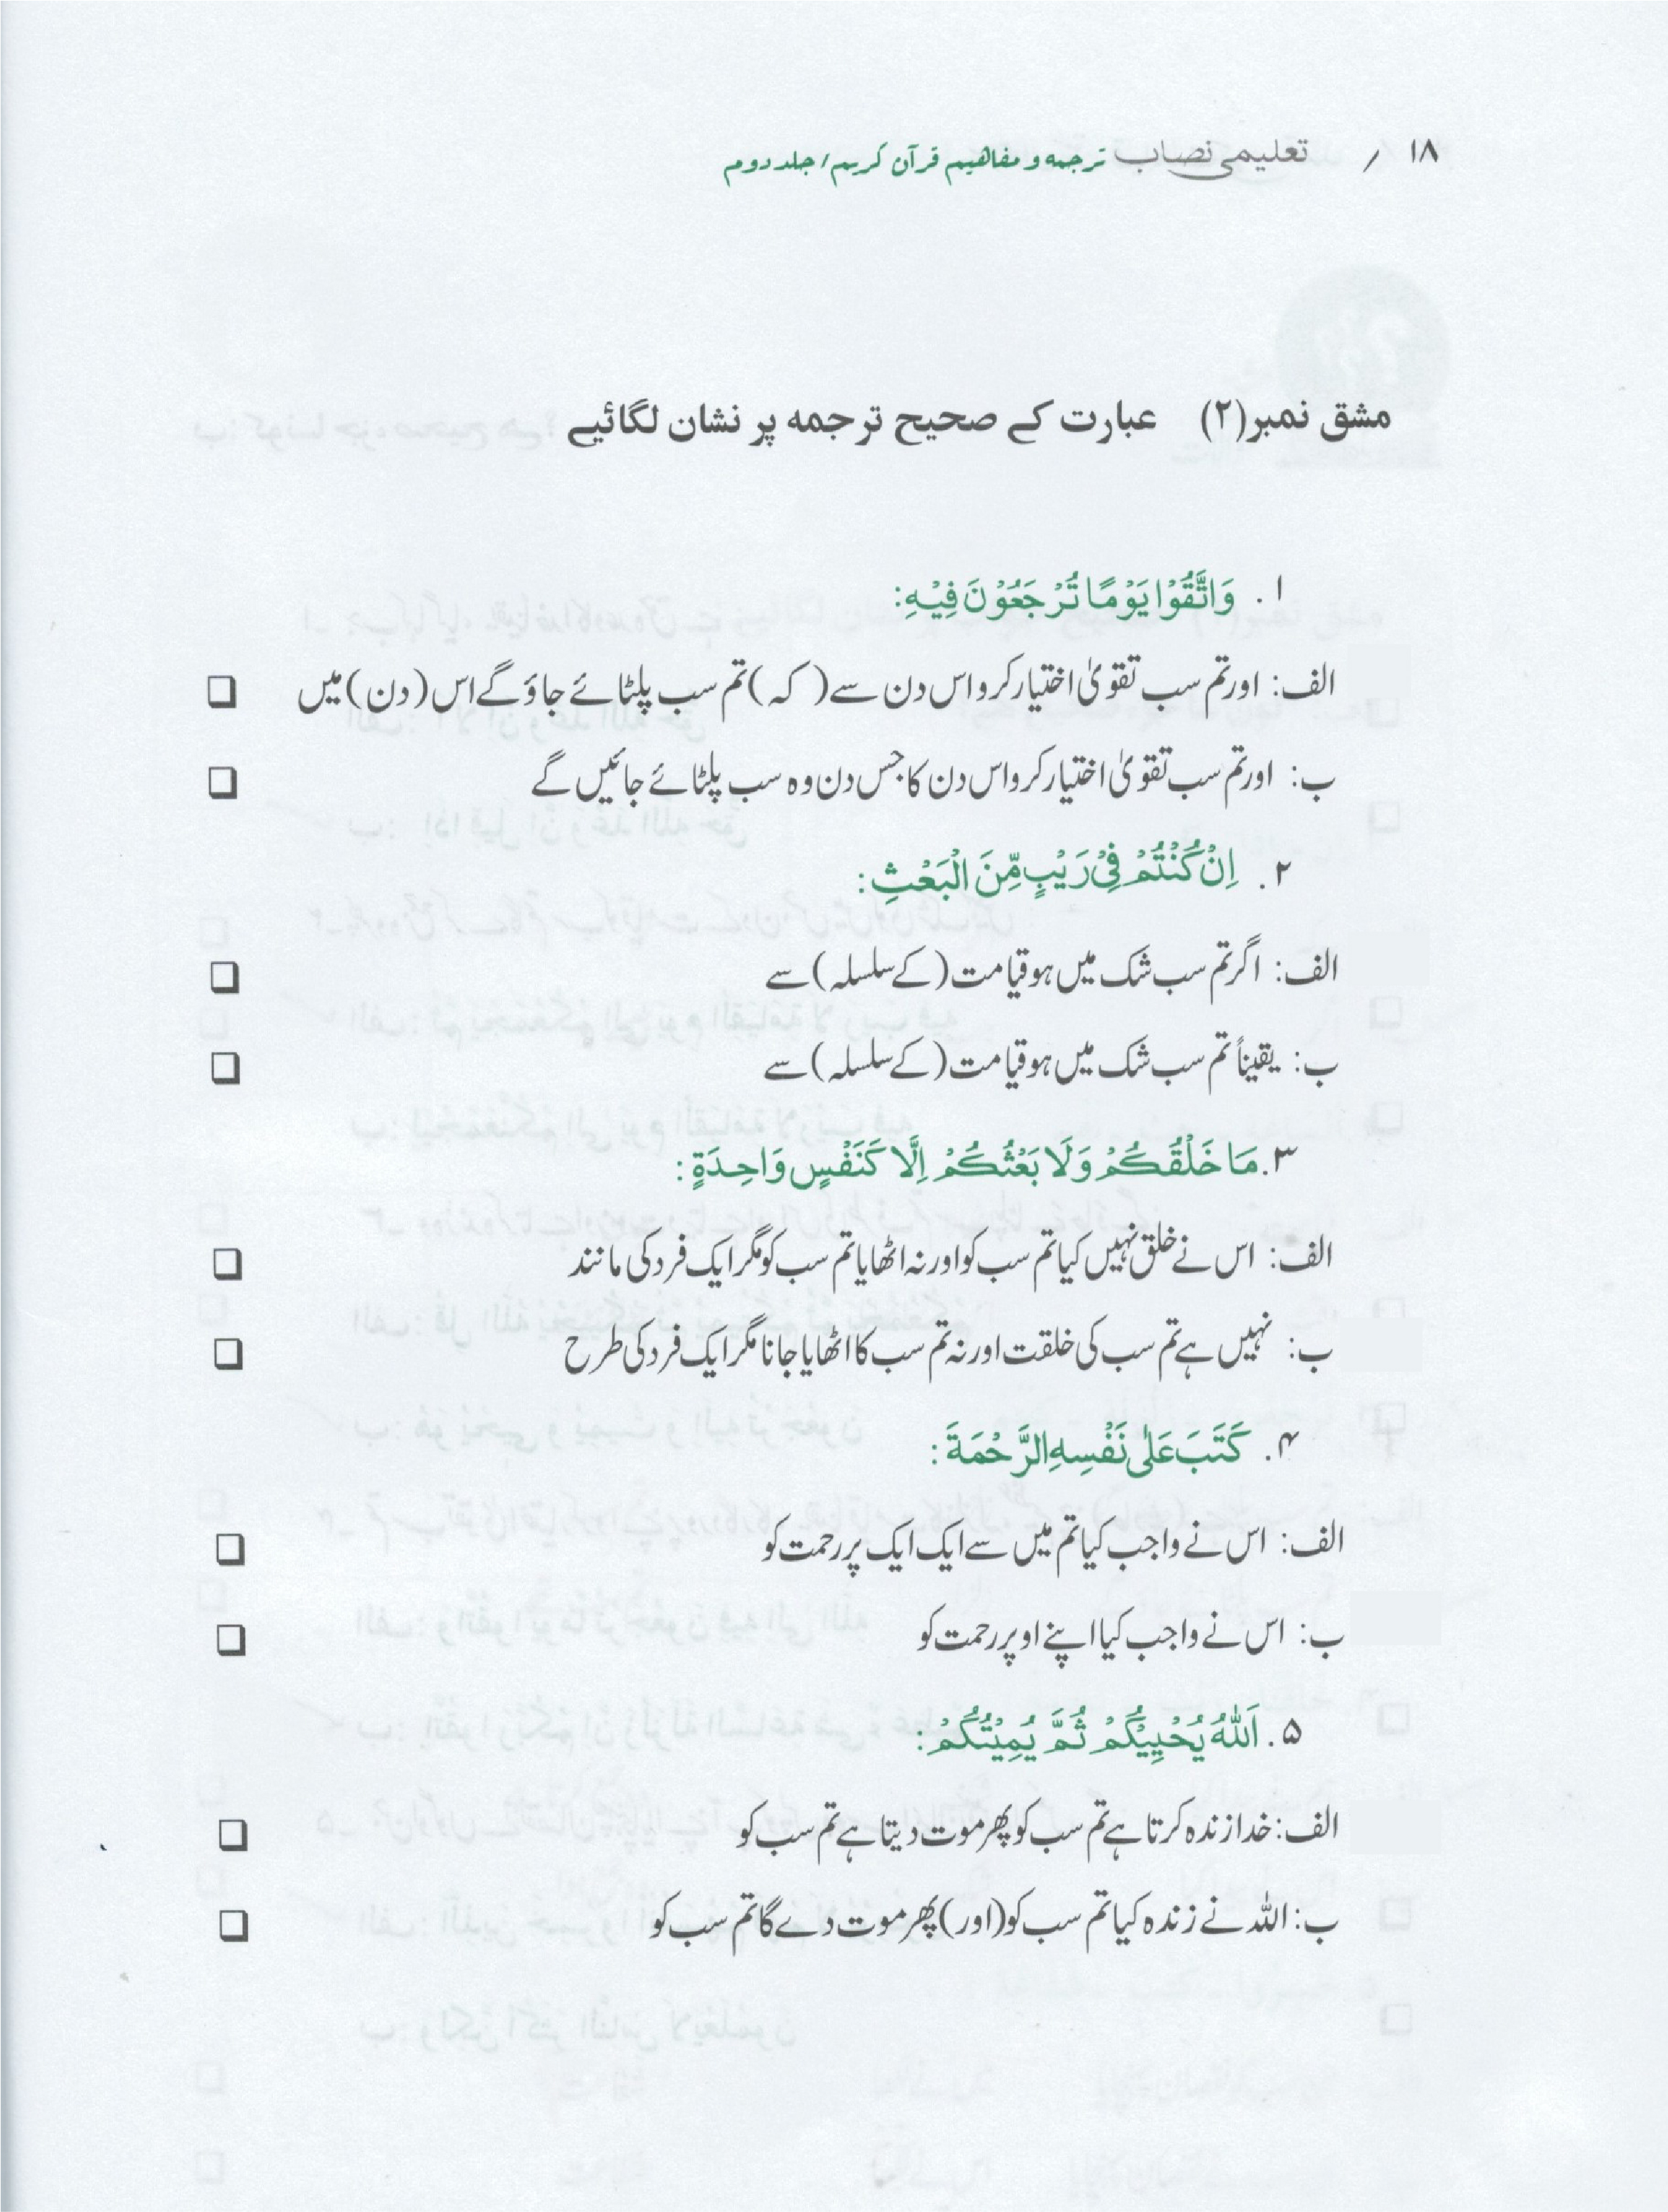 ۱۸ / تعلیمی نصاب ترجمه و مفاهیم قرآن کریم/جلد دوم
مشق نمبر(۲) عبارت کے صحیح ترجمہ پر نشان لگائیے
۱. وَاتَّقُوْا يَوْمًا تُرْجَعُوْنَ فِيْهِ:
الف: اور تم سب تقویٰ اختیار کرو اس دن سے (کہ) تم سب پلٹائے جاؤ گے اس (دن) میں
ب: اور تم سب تقویٰ اختیار کرو اس دن کا جس دن وہ سب پلٹائے جائیں گے
۲. اِنْ كُنْتُمْ فِىْ رَيْبٍ مِّنَ الْبَعْثِ:
الف: اگر تم سب شک میں ہو قیامت (کے سلسلہ) سے
ب: یقیناً تم سب شک میں ہو قیامت (کے سلسلہ) سے
۳. مَا خَلْقُكُمْ وَلَا بَعْثُكُمْ اِلَّا كَنَفْسٍ وَاحِدَةٍ:
الف: اس نے خلق نہیں کیا تم سب کو اور نہ اٹھایا تم سب کو مگر ایک فرد کی مانند
ب: نہیں ہے تم سب کی خلقت اور نہ تم سب کا اٹھایا جانا مگر ایک فرد کی طرح
۴. كَتَبَ عَلٰى نَفْسِهِ الرَّحْمَةَ:
الف: اس نے واجب کیا تم میں سے ایک ایک پر رحمت کو
ب: اس نے واجب کیا اپنے اوپر رحمت کو
۵. اَللّٰهُ يُحْيِيْكُمْ ثُمَّ يُمِيْتُكُمْ:
الف: خدا زندہ کرتا ہے تم سب کو پھر موت دیتا ہے تم سب کو
ب: اللہ نے زندہ کیا تم سب کو (اور) پھر موت دے گا تم سب کو